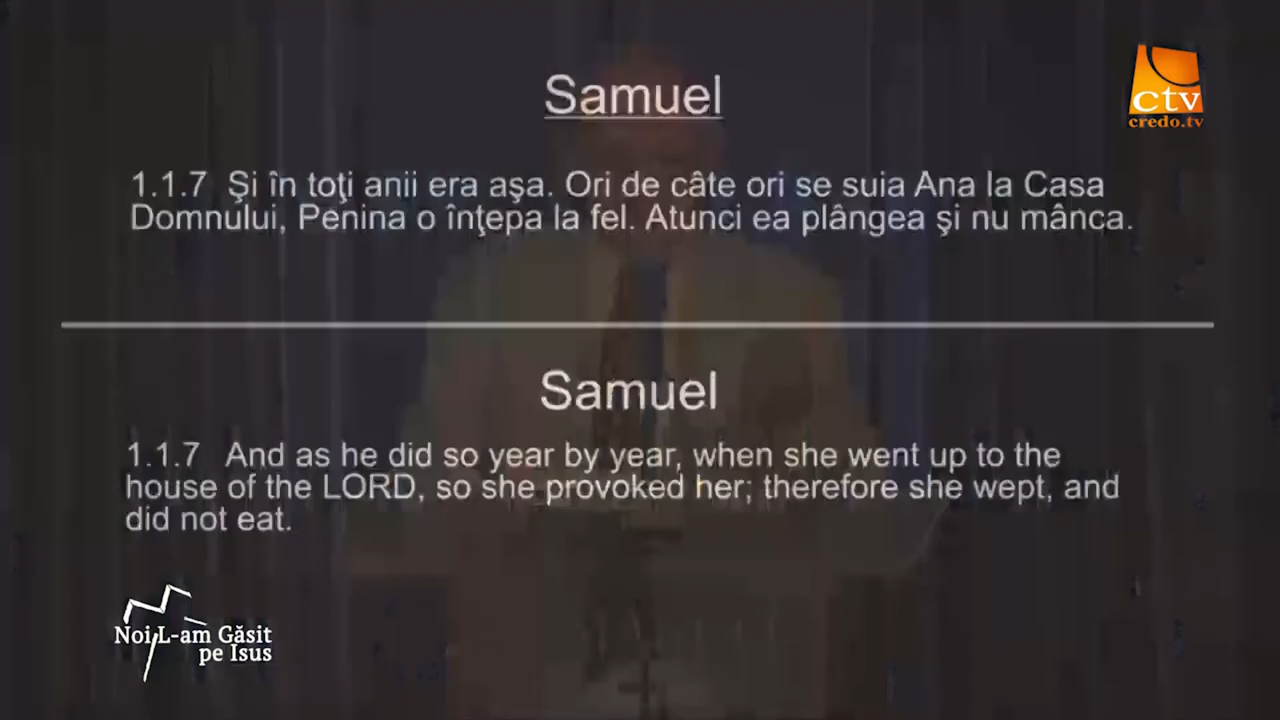 Samuel
ctv
credo.tv
1.1.7 Şi în toţi anii era aşa. Ori de câte ori se suia Ana la Casa
Domnului, Penina o înţepa la fel. Atunci ea plângea şi nu mânca.
Samuel
1.1.7 And as he did so year by year, when she went up to the
house of the LORD, so she provoked her; therefore she wept, and
did not eat.
Noi L-am Găsit
pe Isus